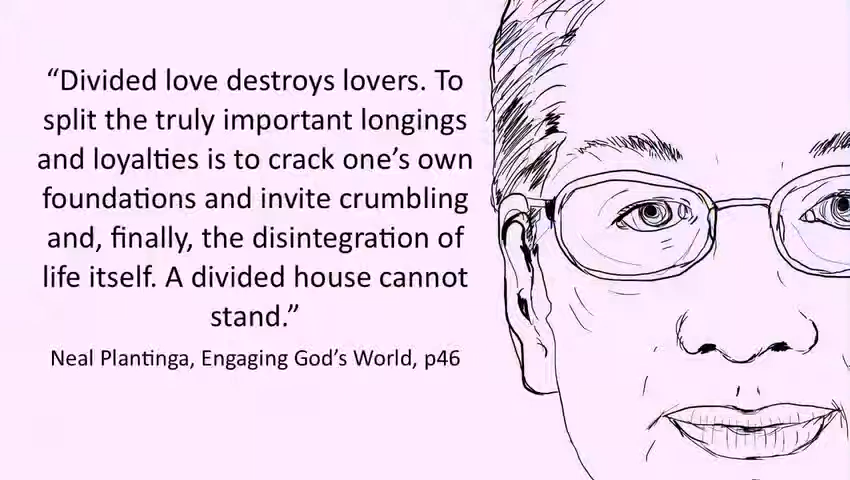 “Divided love destroys lovers. To
split the truly important longings
and loyalties is to crack one’s own
foundations and invite crumbling
and, finally, the disintegration of
life itself. A divided house cannot
stand.”
Neal Plantinga, Engaging God’s World, p46